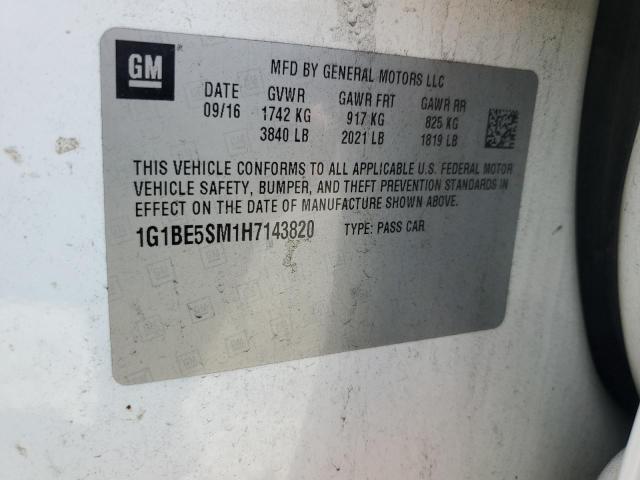 GM
MFD BY GENERAL MOTORS LLC
DATE GVWR GAWR FRT GAWR RR
09/16 1742 KG 917 KG 825 KG
3840 LB 2021 LB 1819 LB
THIS VEHICLE CONFORMS TO ALL APPLICABLE U.S. FEDERAL MOTOR
VEHICLE SAFETY, BUMPER, AND THEFT PREVENTION STANDARDS IN
EFFECT ON THE DATE OF MANUFACTURE SHOWN ABOVE.
1G1BE5SM1H7143820 TYPE: PASS CAR